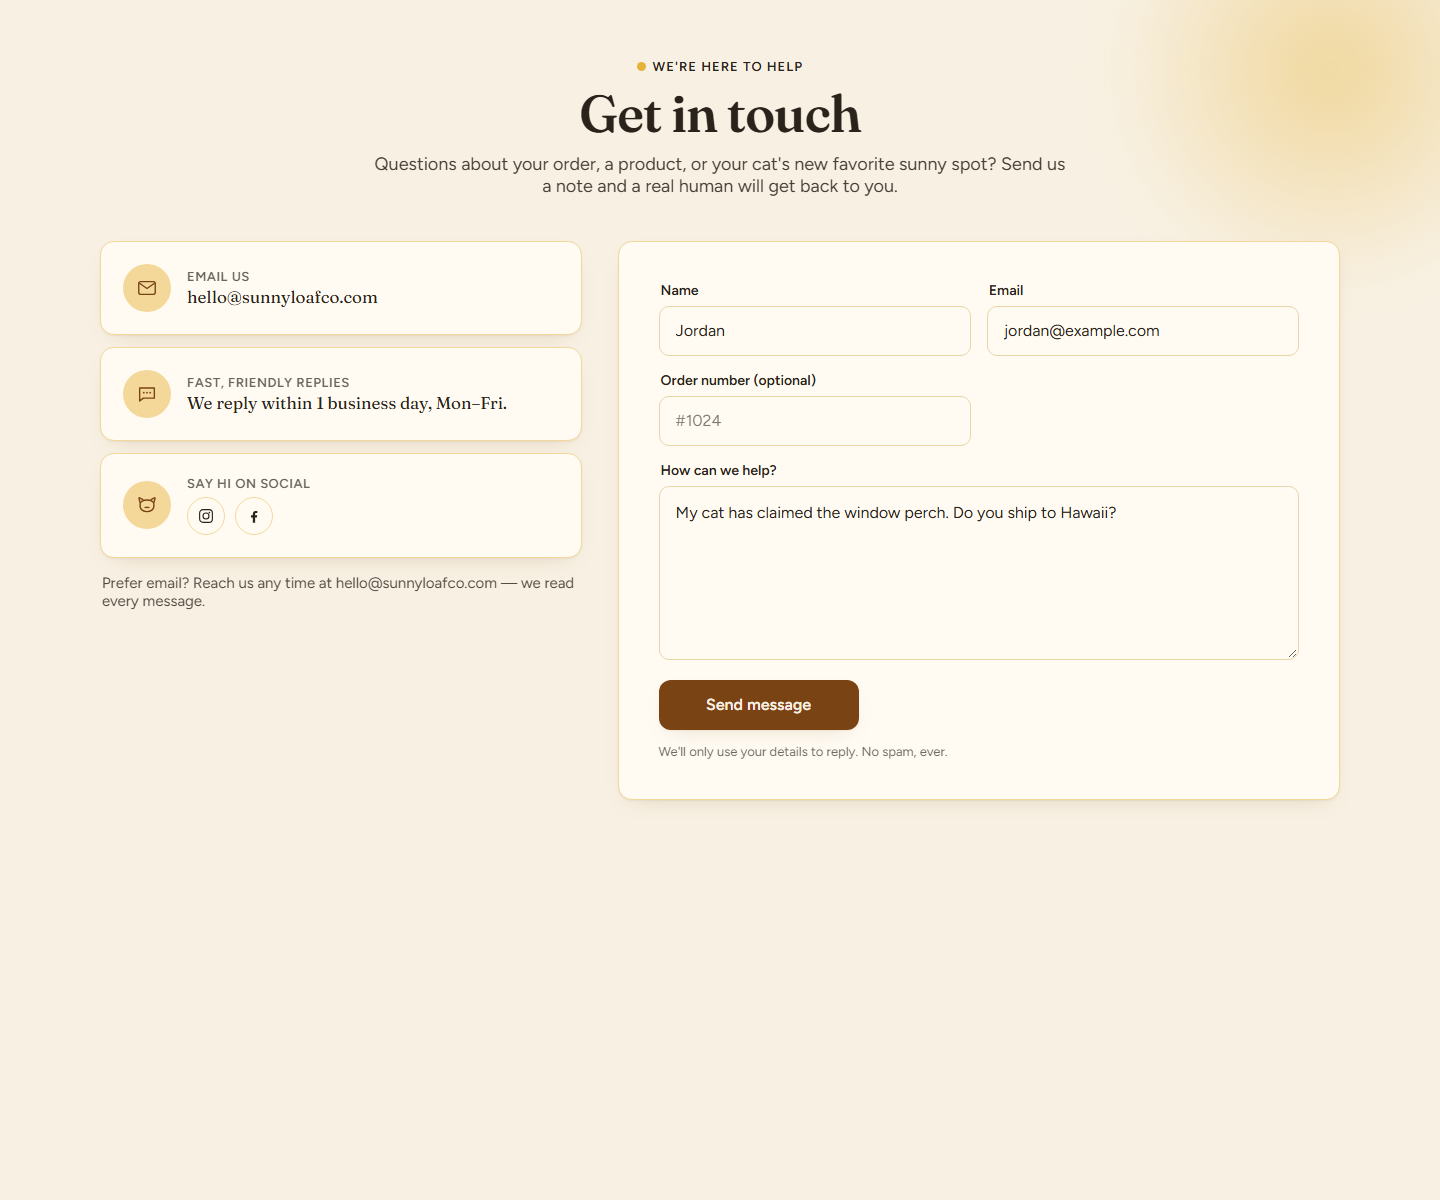 WE'RE HERE TO HELP
Get in touch
Questions about your order, a product, or your cat's new favorite sunny spot? Send us
a note and a real human will get back to you.
EMAIL US
hello@sunnyloafco.com
FAST, FRIENDLY REPLIES
We reply within 1 business day, Mon–Fri.
SAY HI ON SOCIAL
Prefer email? Reach us any time at hello@sunnyloafco.com — we read
every message.
Name
Jordan
Email
jordan@example.com
Order number (optional)
#1024
How can we help?
My cat has claimed the window perch. Do you ship to Hawaii?
Send message
We'll only use your details to reply. No spam, ever.